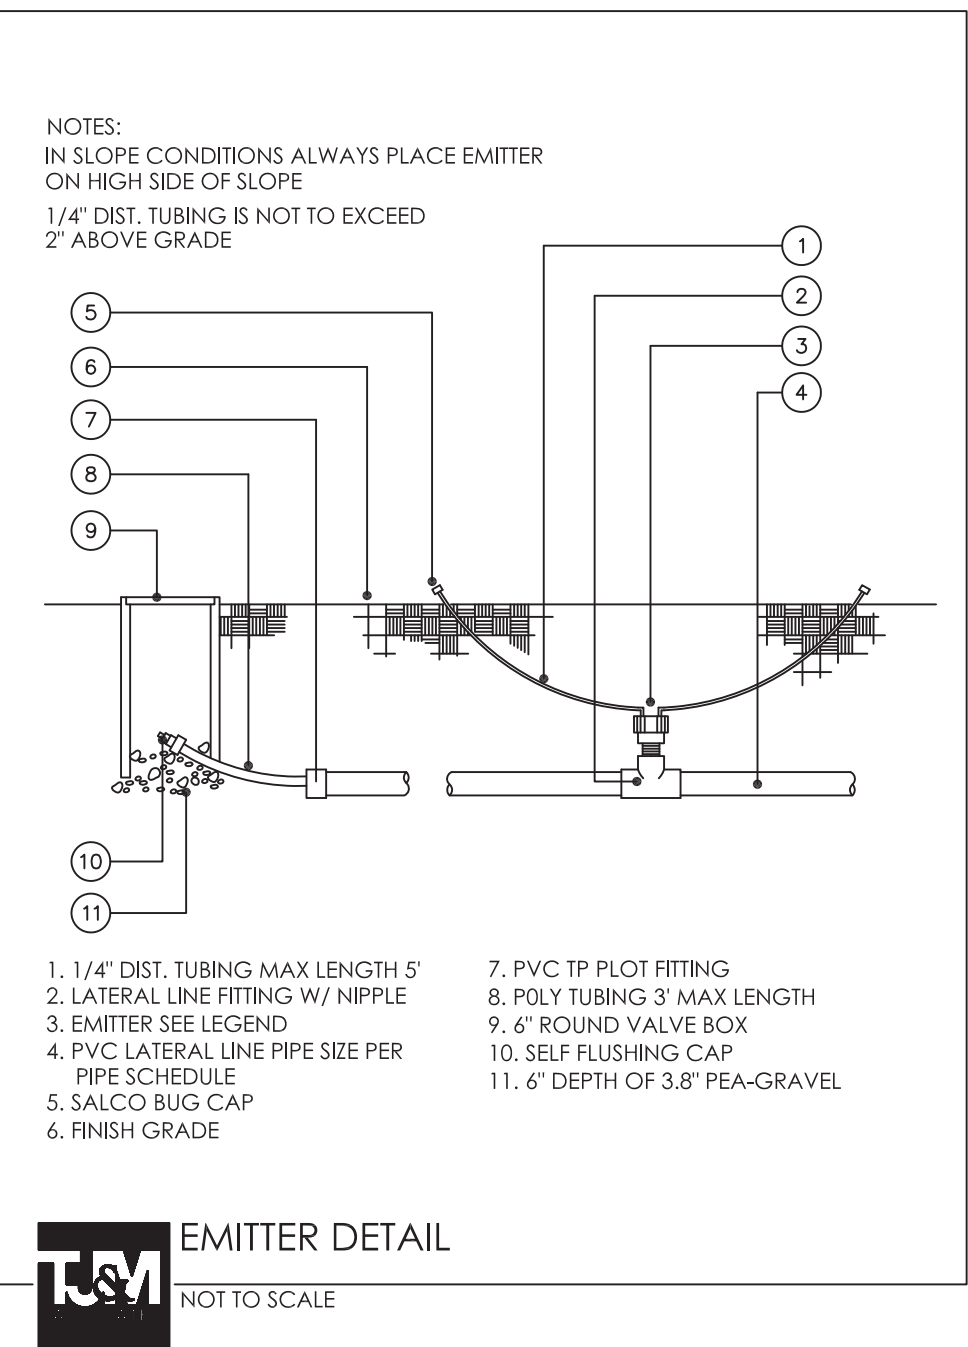 NOTES:
IN SLOPE CONDITIONS ALWAYS PLACE EMITTER
ON HIGH SIDE OF SLOPE
1/4" DIST. TUBING IS NOT TO EXCEED
2" ABOVE GRADE
1
2
3
4
5
6
7
8
9
10
11
1. 1/4" DIST. TUBING MAX LENGTH 5'
2. LATERAL LINE FITTING W/ NIPPLE
3. EMITTER SEE LEGEND
4. PVC LATERAL LINE PIPE SIZE PER
PIPE SCHEDULE
5. SALCO BUG CAP
6. FINISH GRADE
7. PVC TP PLOT FITTING
8. P0LY TUBING 3' MAX LENGTH
9. 6" ROUND VALVE BOX
10. SELF FLUSHING CAP
11. 6" DEPTH OF 3.8" PEA-GRAVEL
TJ&M
EMITTER DETAIL
NOT TO SCALE